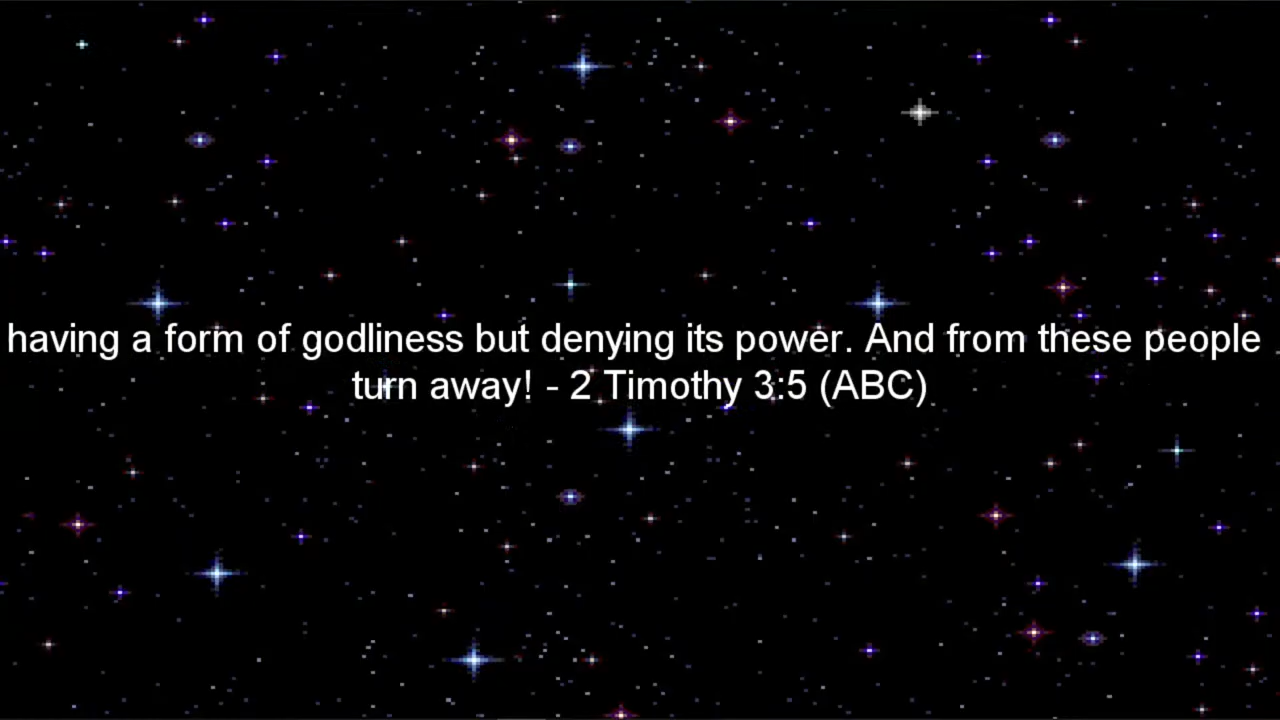 having a form of godliness but denying its power. And from these people
turn away! - 2 Timothy 3:5 (ABC)